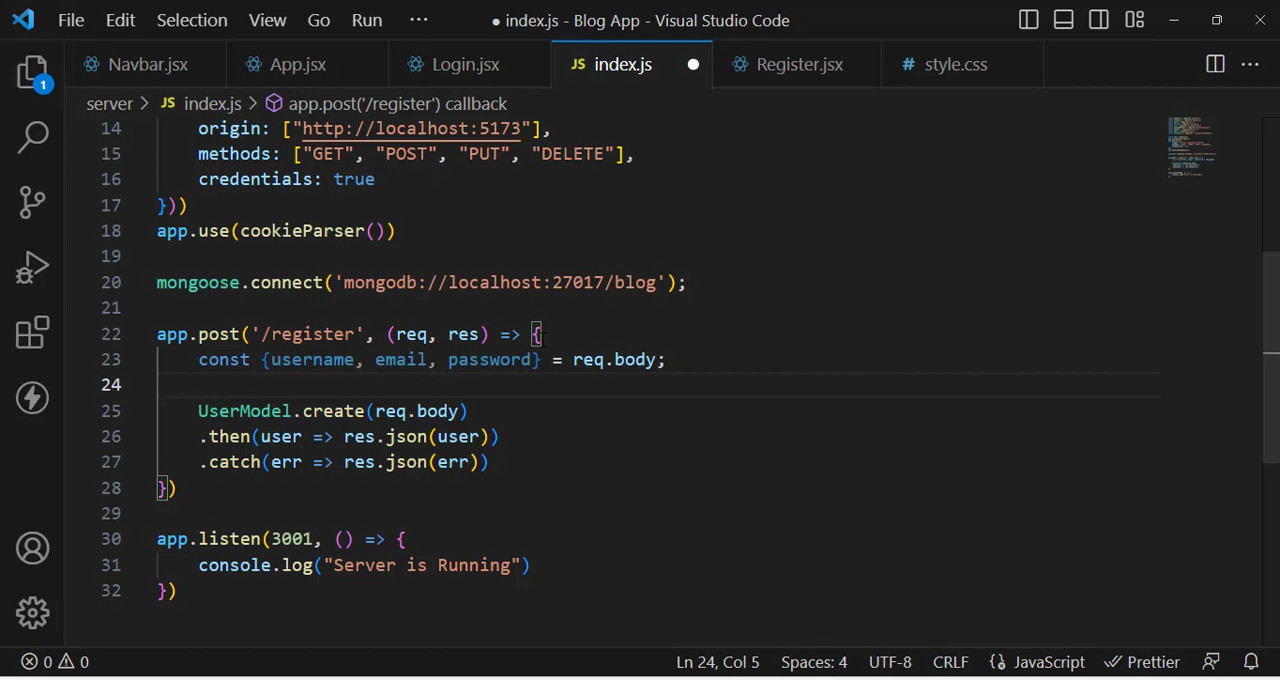 File Edit Selection View Go Run ··· ● index.js - Blog App - Visual Studio Code
Navbar.jsx App.jsx Login.jsx JS index.js Register.jsx # style.css
1
server > JS index.js > app.post('/register') callback
14 origin: ["http://localhost:5173"],
15 methods: ["GET", "POST", "PUT", "DELETE"],
16 credentials: true
17 }))
18 app.use(cookieParser())
19
20 mongoose.connect('mongodb://localhost:27017/blog');
21
22 app.post('/register', (req, res) => {
23 const {username, email, password} = req.body;
24
25 UserModel.create(req.body)
26 .then(user => res.json(user))
27 .catch(err => res.json(err))
28 })
29
30 app.listen(3001, () => {
31 console.log("Server is Running")
32 })
0 0 Ln 24, Col 5 Spaces: 4 UTF-8 CRLF {} JavaScript Prettier